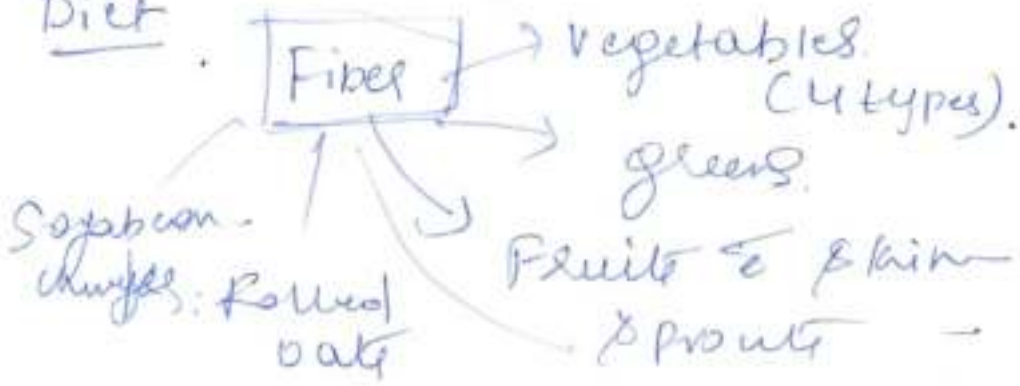 Diet
Fiber
Vegetables
(4 types).
greens.
Fruits c̄ skin
Sprouts
Rolled
oats
Soyabean
chunks.